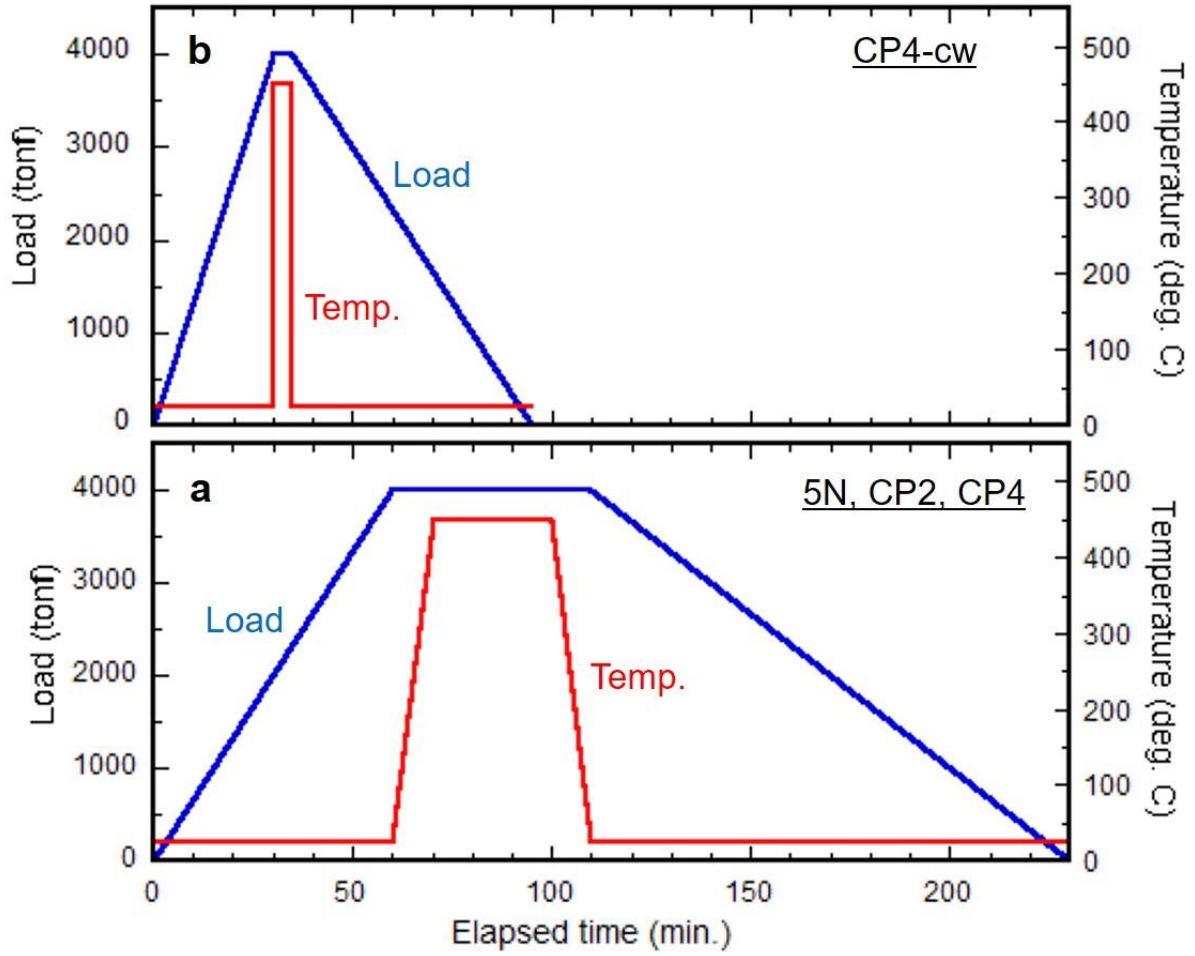 b
CP4-cw
4000
3000
2000
1000
0
Load (tonf)
Load
Temp.
500
400
300
200
100
0
Temperature (deg. C)
a
5N, CP2, CP4
4000
3000
2000
1000
0
Load (tonf)
Load
Temp.
500
400
300
200
100
0
Temperature (deg. C)
0 50 100 150 200
Elapsed time (min.)